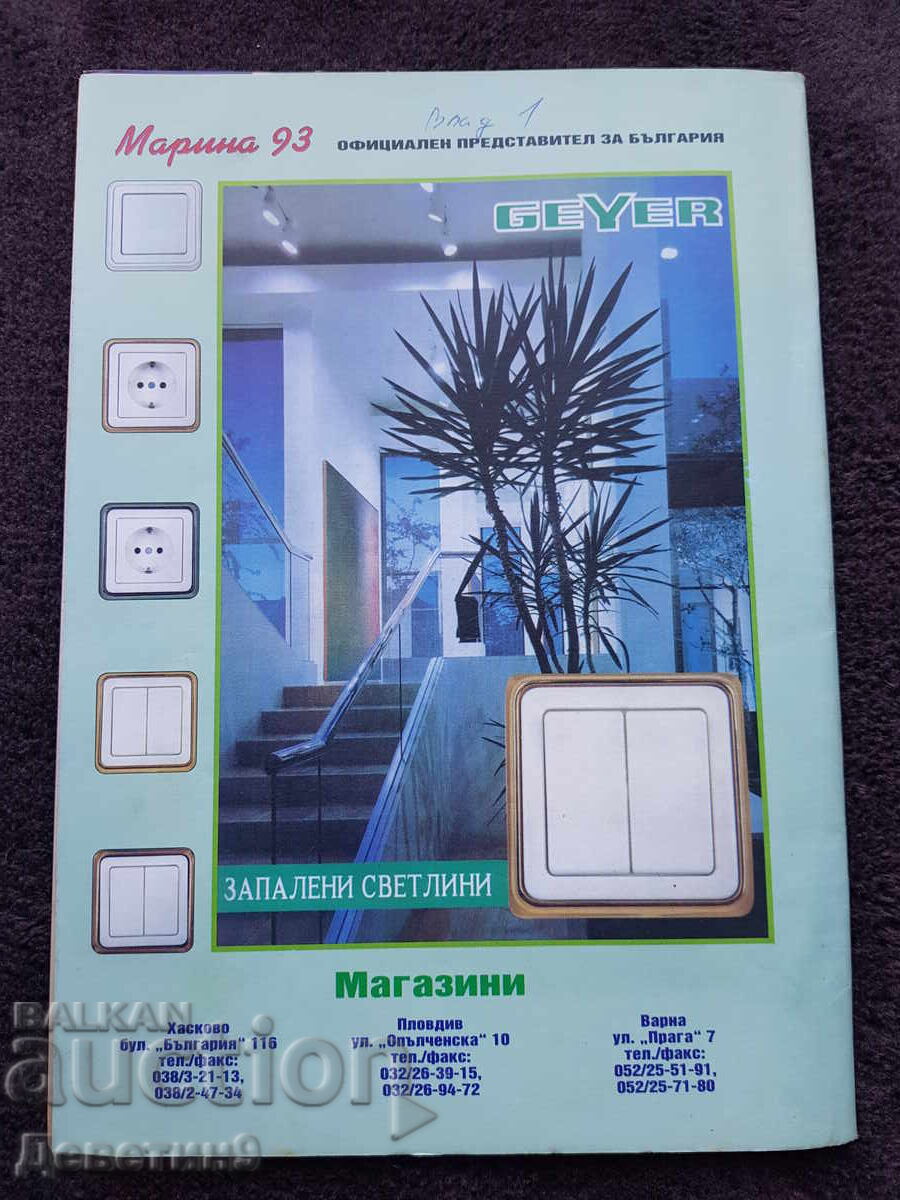 Влад 1
Марина 93
ОФИЦИАЛЕН ПРЕДСТАВИТЕЛ ЗА БЪЛГАРИЯ
GEYER
ЗАПАЛЕНИ СВЕТЛИНИ
Магазини
Хасково
бул. „България“ 116
тел./факс:
038/3-21-13,
038/2-47-34
Пловдив
ул. „Опълченска“ 10
тел./факс:
032/26-39-15,
032/26-94-72
Варна
ул. „Прага“ 7
тел./факс:
052/25-51-91,
052/25-71-80
BALKAN
auction
Деветин9